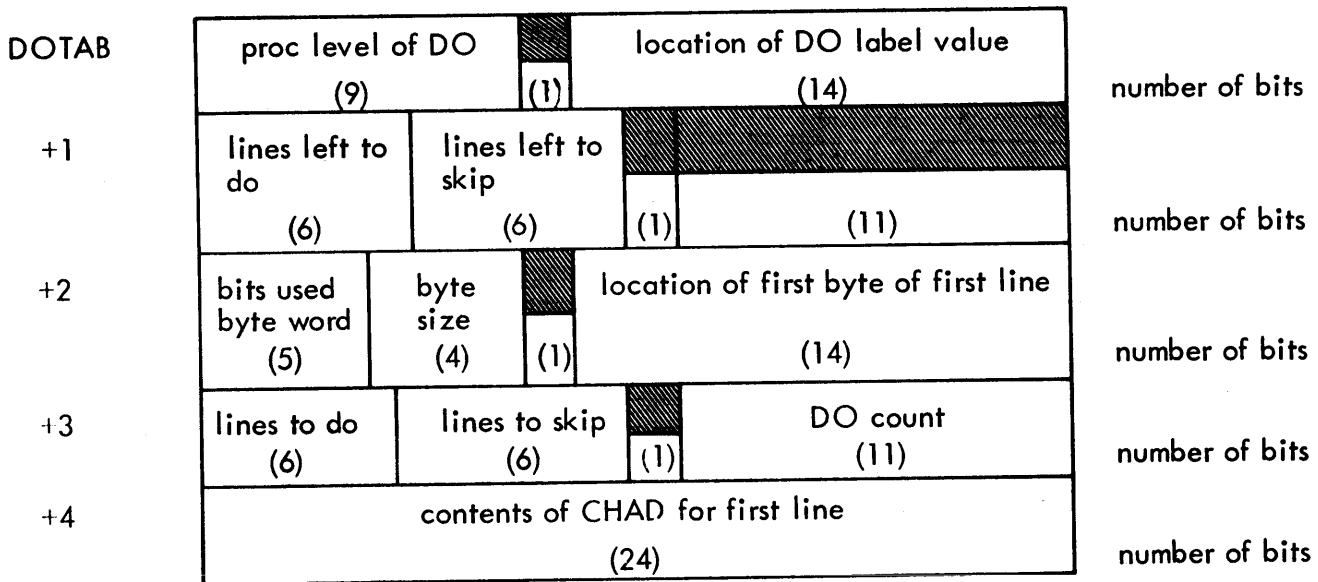 DOTAB proc level of DO location of DO label value
(9) (1) (14) number of bits
+1 lines left to do lines left to skip
(6) (6) (1) (11) number of bits
+2 bits used byte word byte size location of first byte of first line
(5) (4) (1) (14) number of bits
+3 lines to do lines to skip DO count
(6) (6) (1) (11) number of bits
+4 contents of CHAD for first line
(24) number of bits